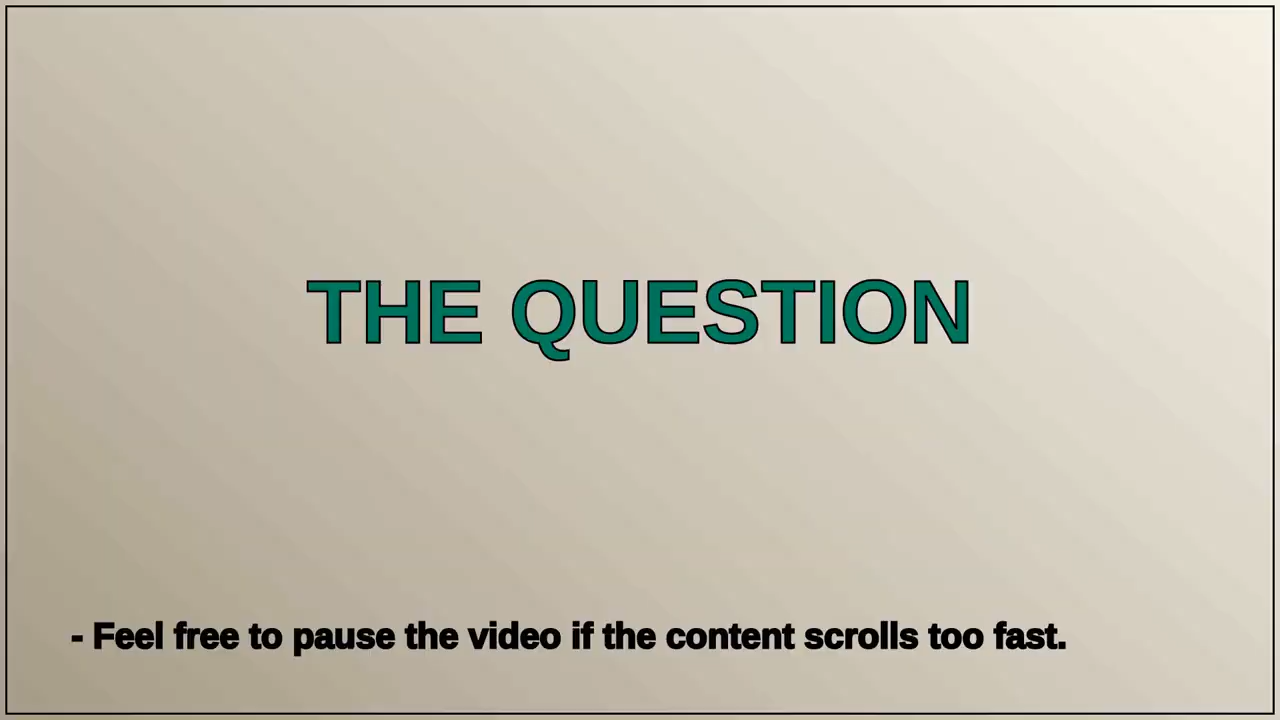 THE QUESTION
- Feel free to pause the video if the content scrolls too fast.